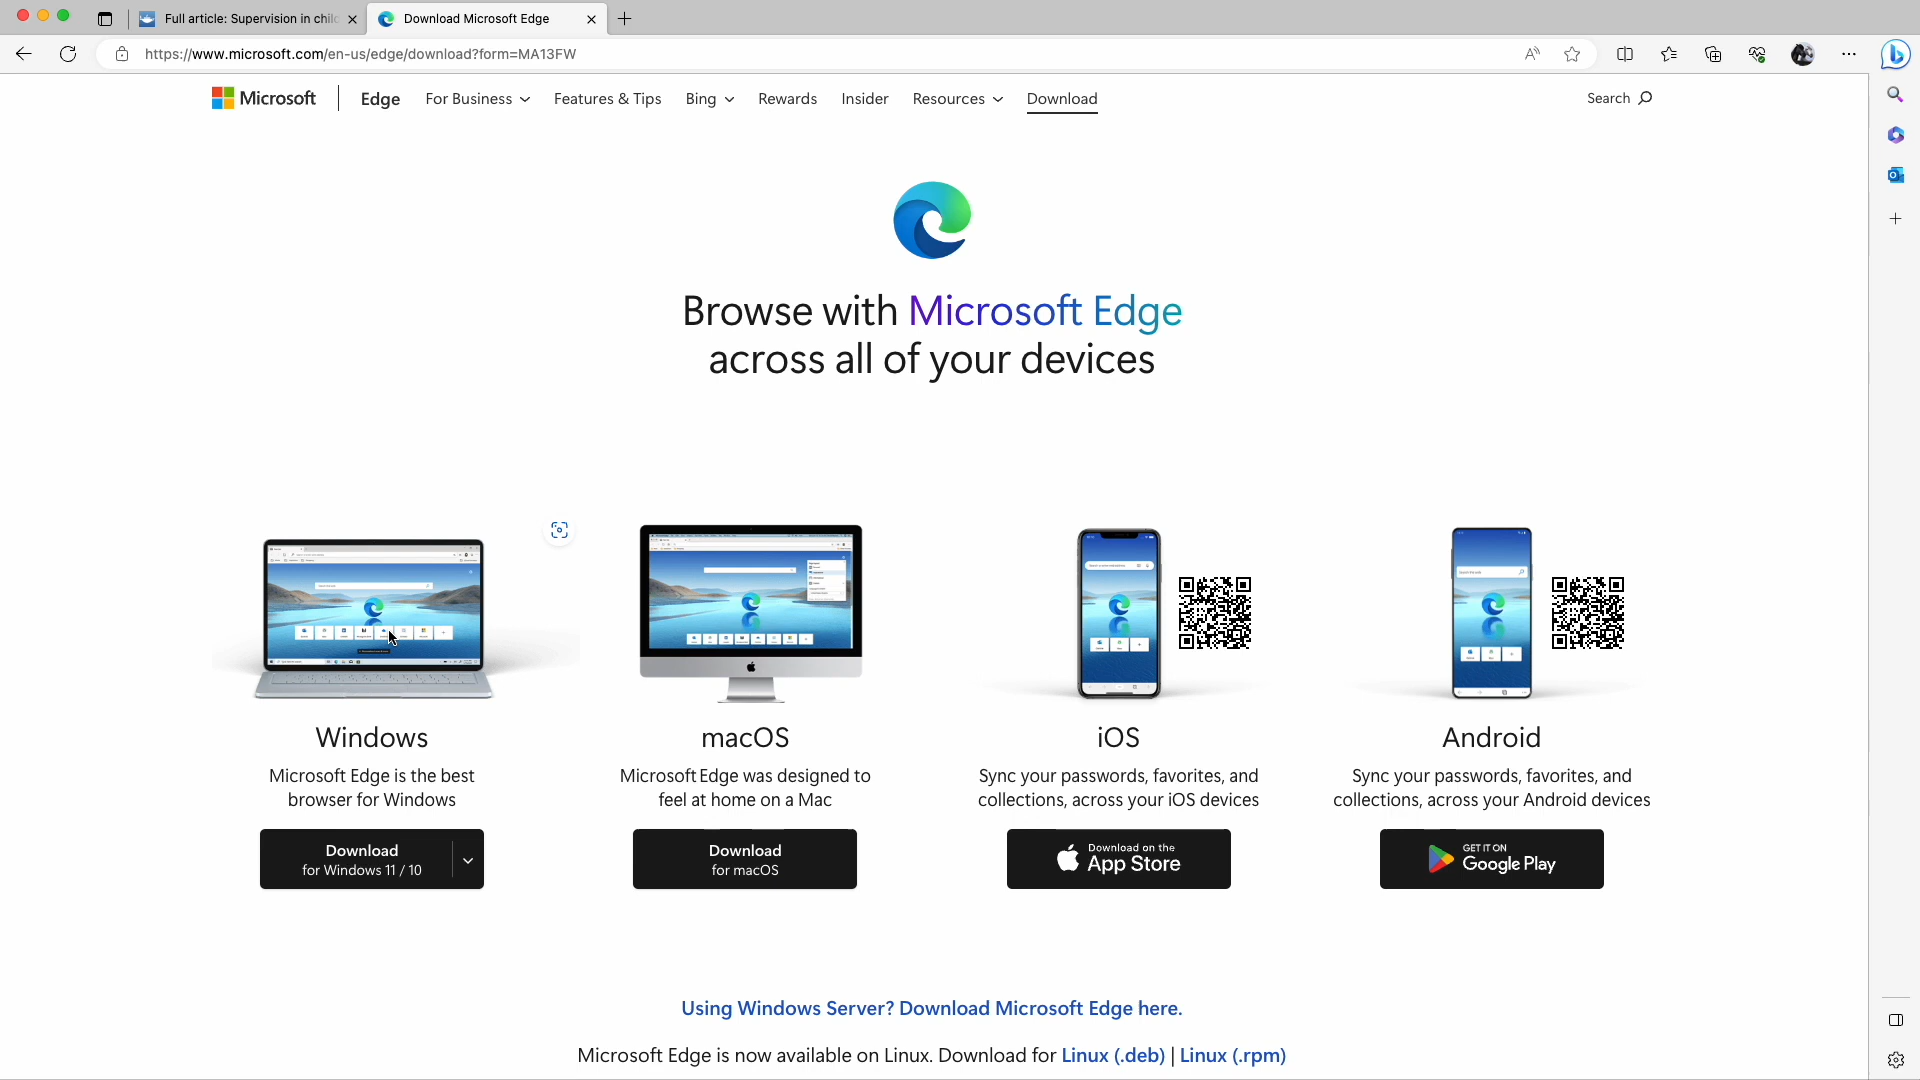 Full article: Supervision in chil
Download Microsoft Edge
https://www.microsoft.com/en-us/edge/download?form=MA13FW
Microsoft
Edge
For Business
Features & Tips
Bing
Rewards
Insider
Resources
Download
Search
Browse with Microsoft Edge
across all of your devices
Windows
Microsoft Edge is the best
browser for Windows
Download
for Windows 11 / 10
macOS
Microsoft Edge was designed to
feel at home on a Mac
Download
for macOS
iOS
Sync your passwords, favorites, and
collections, across your iOS devices
Download on the
App Store
Android
Sync your passwords, favorites, and
collections, across your Android devices
GET IT ON
Google Play
Using Windows Server? Download Microsoft Edge here.
Microsoft Edge is now available on Linux. Download for Linux (.deb) | Linux (.rpm)